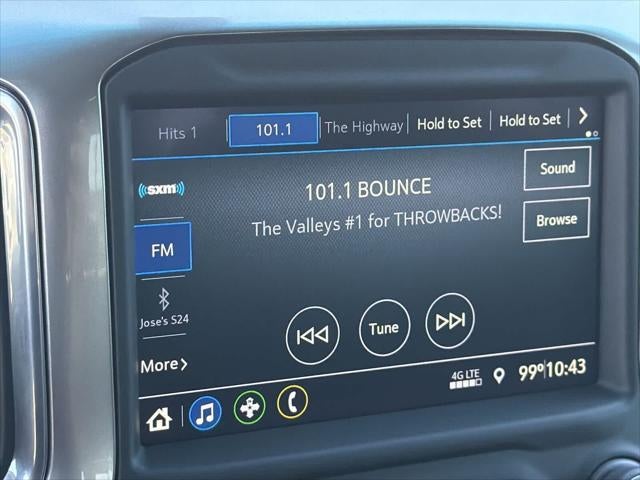 Hits 1 101.1 The Highway Hold to Set Hold to Set
((sxm))
101.1 BOUNCE
Sound
The Valleys #1 for THROWBACKS!
Browse
FM
Jose's S24
Tune
More
4G LTE
99° 10:43